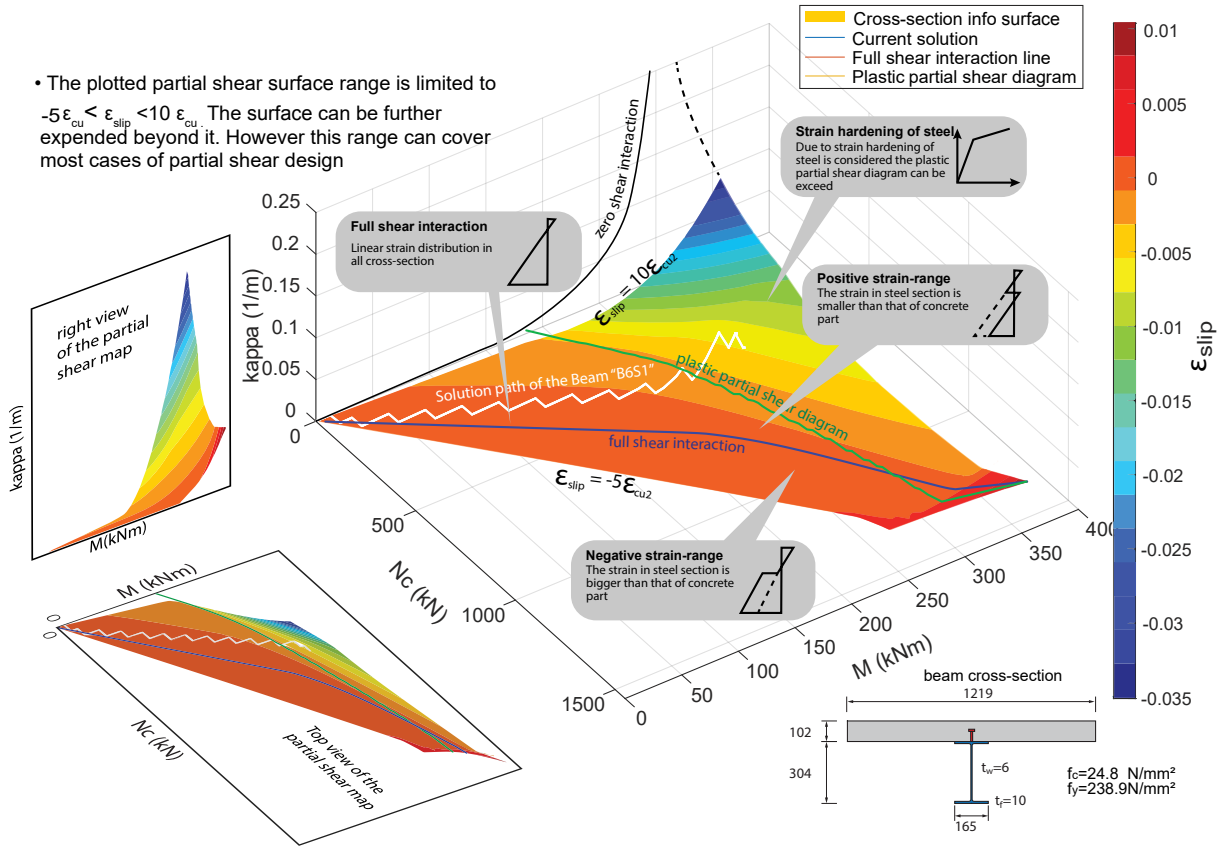 Cross-section info surface
Current solution
Full shear interaction line
Plastic partial shear diagram
• The plotted partial shear surface range is limited to
-5εcu< εslip <10 εcu. The surface can be further
expended beyond it. However this range can cover
most cases of partial shear design
zero shear interaction
Strain hardening of steel
Due to strain hardening of
steel is considered the plastic
partial shear diagram can be
exceed
Full shear interaction
Linear strain distribution in
all cross-section
εslip = 10εcu2
Positive strain-range
The strain in steel section is
smaller than that of concrete
part
kappa (1/m)
0.25
0.2
0.15
0.1
0.05
0
0
500
1000
1500
Nc (kN)
0
50
100
150
200
250
300
350
400
M (kNm)
Solution path of the Beam "B6S1"
plastic partial shear diagram
full shear interaction
εslip = -5εcu2
Negative strain-range
The strain in steel section is
bigger than that of concrete
part
right view
of the partial
shear map
kappa (1/m)
M(kNm)
M (kNm)
0
0
Nc (kN)
Top view of the
partial shear map
0.01
0.005
0
-0.005
-0.01
-0.015
-0.02
-0.025
-0.03
-0.035
εslip
beam cross-section
1219
102
304
tw=6
tf=10
165
fc=24.8 N/mm²
fy=238.9N/mm²